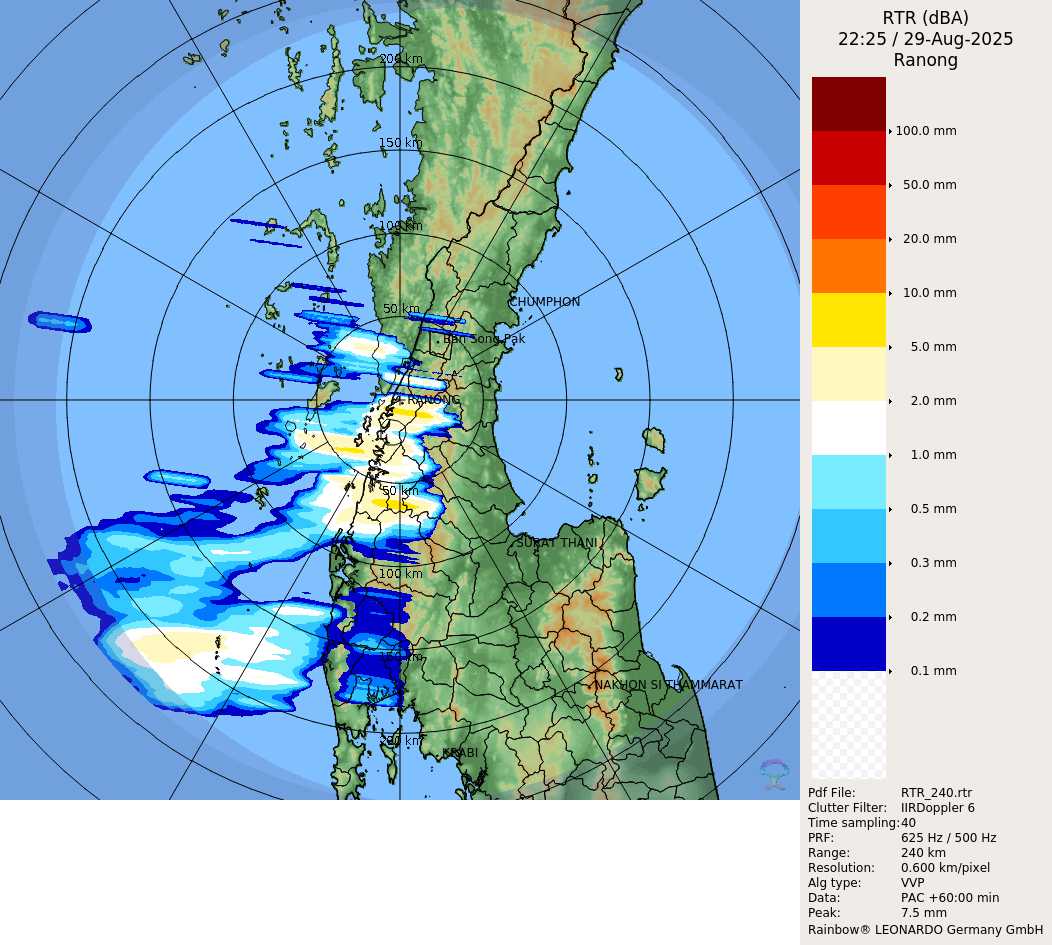 RTR (dBA)
22:25 / 29-Aug-2025
Ranong
200 km
150 km
100 km
50 km
CHUMPHON
Ban Song Pak
RANONG
50 km
SURAT THANI
100 km
150 km
NAKHON SI THAMMARAT
200 km
KRABI
100.0 mm
50.0 mm
20.0 mm
10.0 mm
5.0 mm
2.0 mm
1.0 mm
0.5 mm
0.3 mm
0.2 mm
0.1 mm
Pdf File: RTR_240.rtr
Clutter Filter: IIRDoppler 6
Time sampling:40
PRF: 625 Hz / 500 Hz
Range: 240 km
Resolution: 0.600 km/pixel
Alg type: VVP
Data: PAC +60:00 min
Peak: 7.5 mm
Rainbow® LEONARDO Germany GmbH